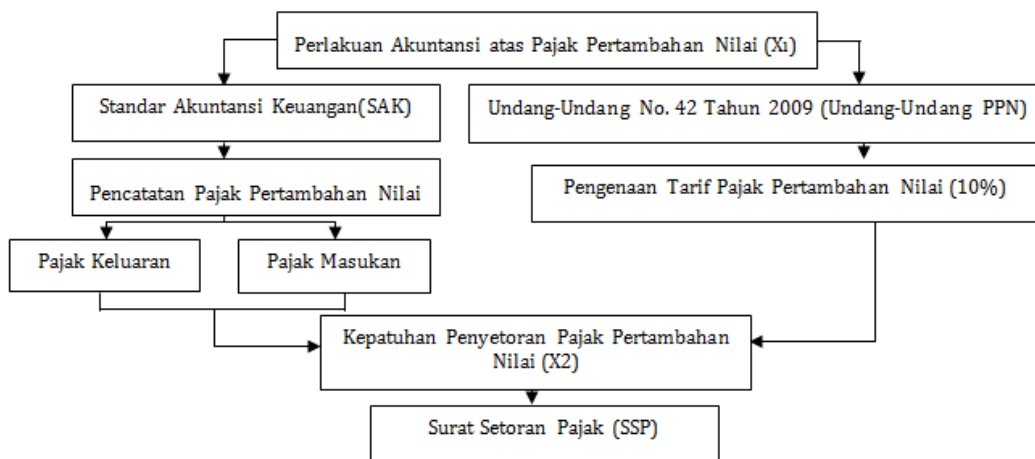 Perlakuan Akuntansi atas Pajak Pertambahan Nilai (X1)
Standar Akuntansi Keuangan(SAK)
Undang-Undang No. 42 Tahun 2009 (Undang-Undang PPN)
Pencatatan Pajak Pertambahan Nilai
Pengenaan Tarif Pajak Pertambahan Nilai (10%)
Pajak Keluaran
Pajak Masukan
Kepatuhan Penyetoran Pajak Pertambahan
Nilai (X2)
Surat Setoran Pajak (SSP)